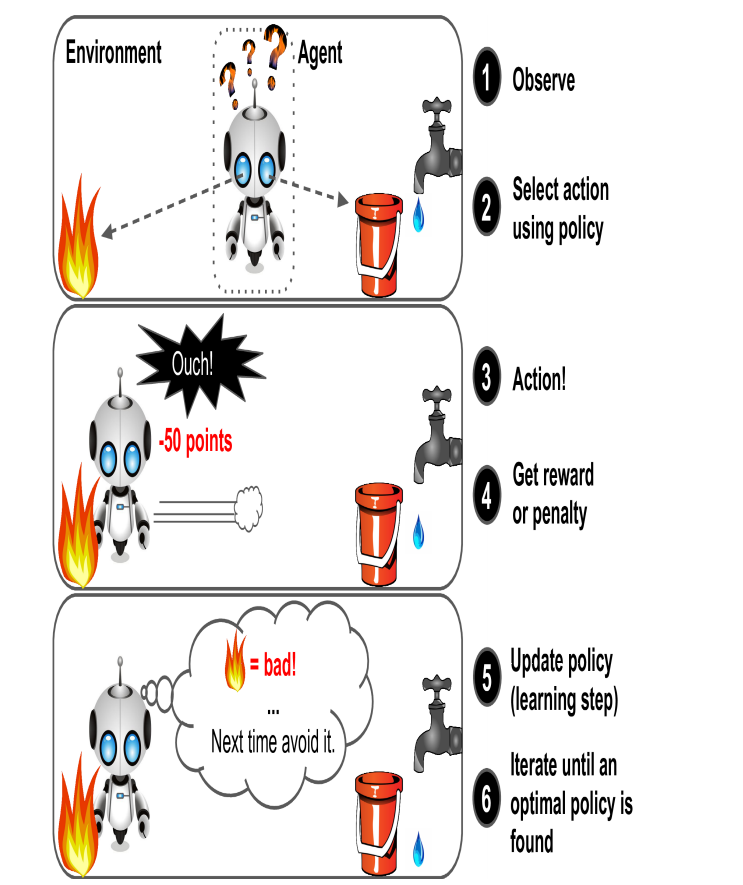 Environment
Agent
? ? ?
1 Observe
2 Select action
using policy
Ouch!
-50 points
3 Action!
4 Get reward
or penalty
= bad!
...
Next time avoid it.
5 Update policy
(learning step)
6 Iterate until an
optimal policy is
found